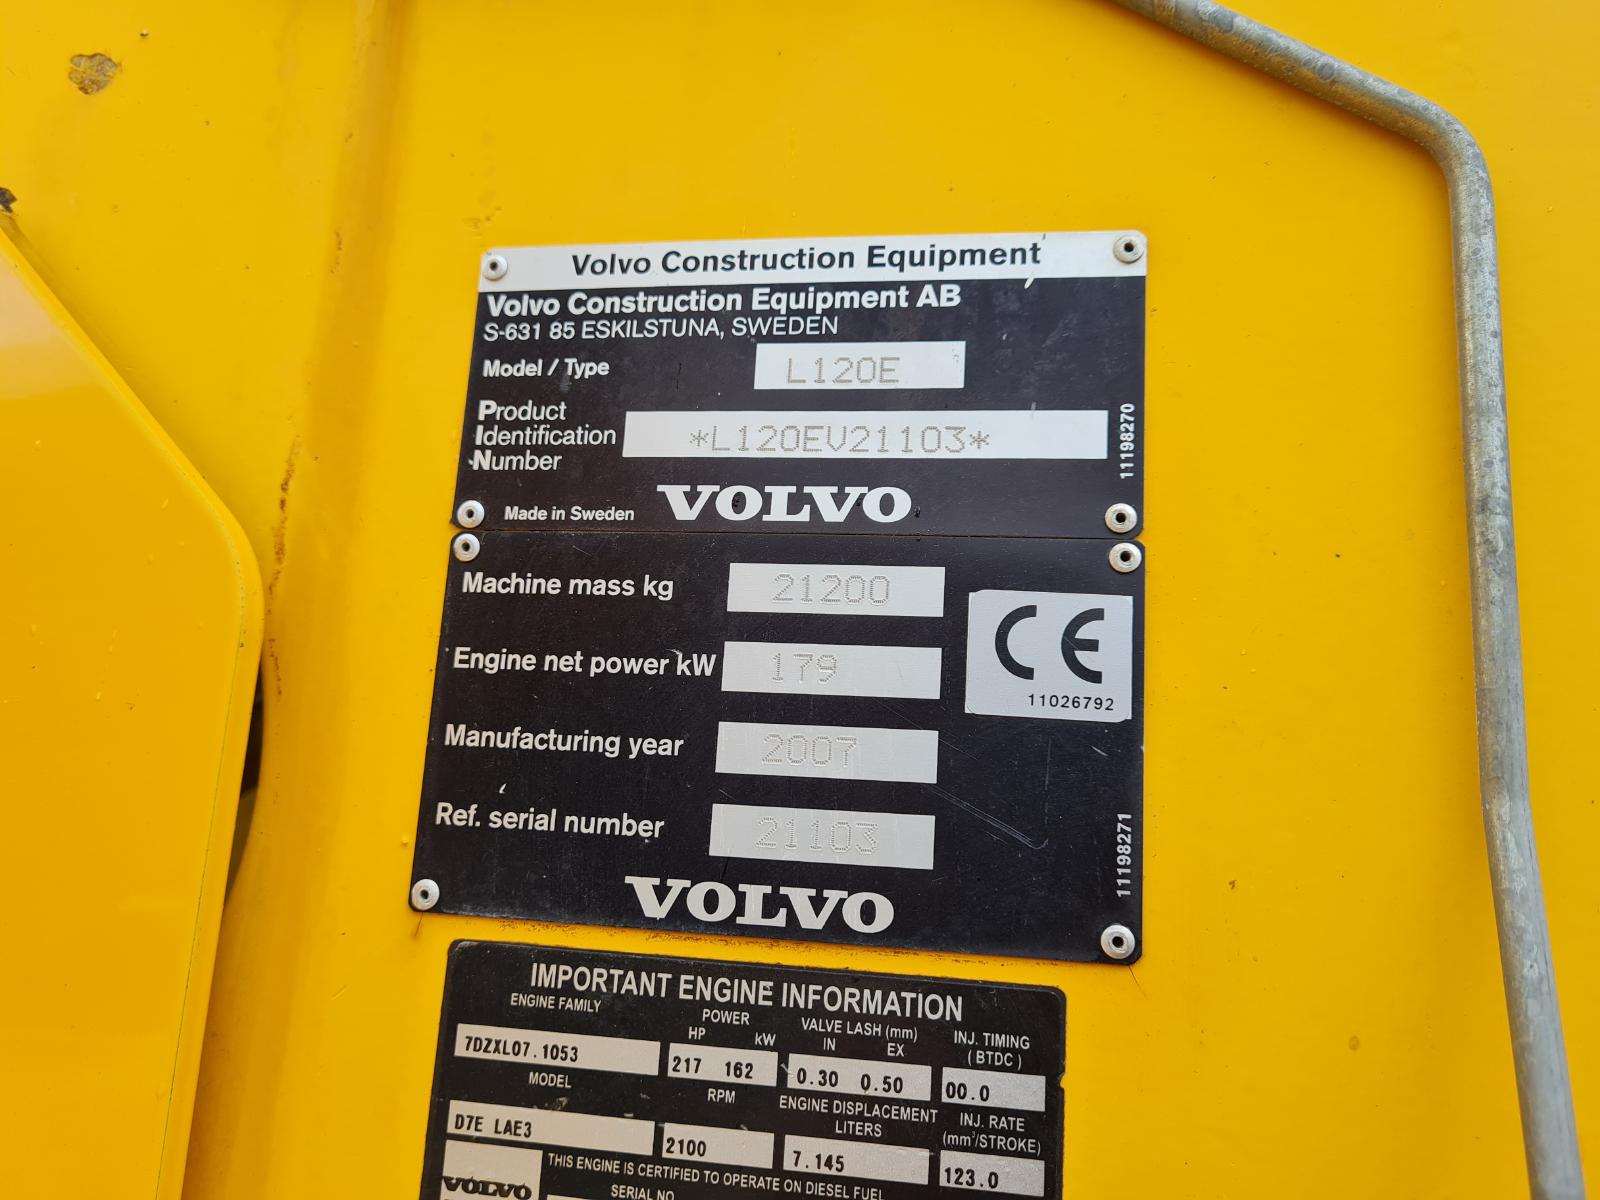 Volvo Construction Equipment
Volvo Construction Equipment AB
S-631 85 ESKILSTUNA, SWEDEN
Model / Type L120E
Product
Identification *L120EV21103*
Number
11198270
Made in Sweden VOLVO
Machine mass kg 21200
CE
11026792
Engine net power kW 179
Manufacturing year 2007
Ref. serial number 21103
11198271
VOLVO
IMPORTANT ENGINE INFORMATION
ENGINE FAMILY POWER VALVE LASH (mm) INJ. TIMING
HP kW IN EX (BTDC)
7DZXL07.1053 217 162 0.30 0.50 00.0
MODEL RPM ENGINE DISPLACEMENT INJ. RATE
LITERS (mm³/STROKE)
D7E LAE3 2100 7.145 123.0
THIS ENGINE IS CERTIFIED TO OPERATE ON DIESEL FUEL
VOLVO SERIAL NO